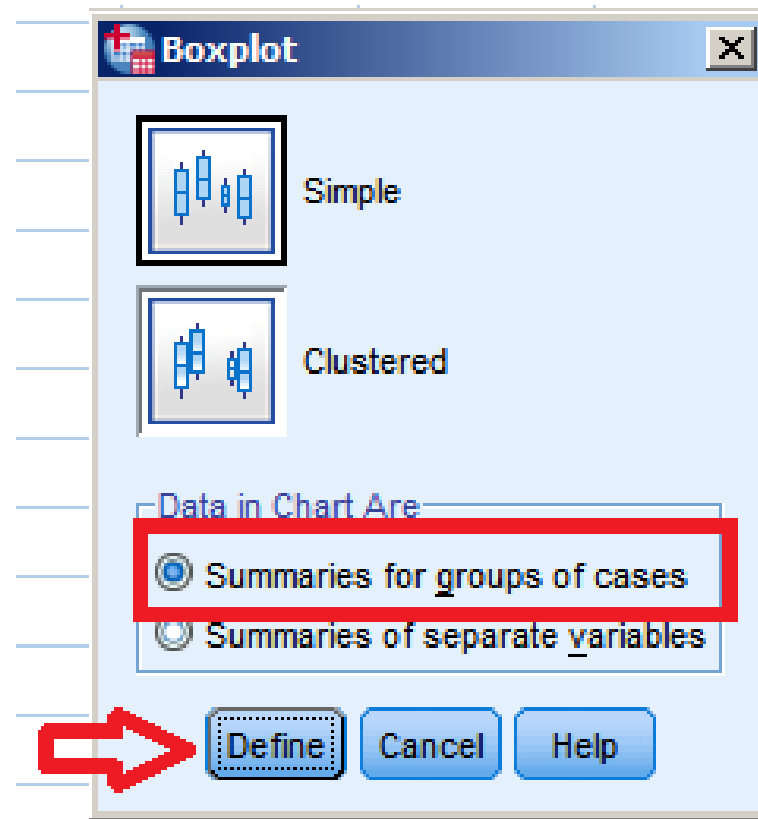 Boxplot
Simple
Clustered
Data in Chart Are
Summaries for groups of cases
Summaries of separate variables
Define Cancel Help